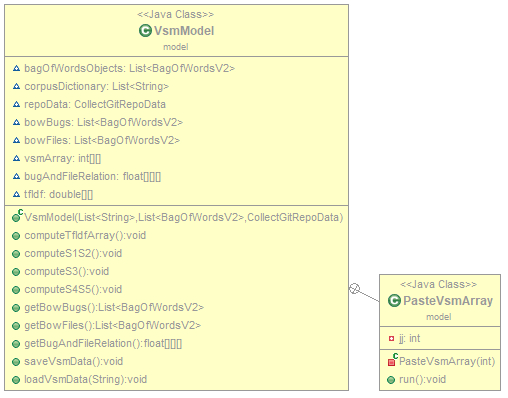 <<Java Class>>
VsmModel
model
bagOfWordsObjects: List<BagOfWordsV2>
corpusDictionary: List<String>
repoData: CollectGitRepoData
bowBugs: List<BagOfWordsV2>
bowFiles: List<BagOfWordsV2>
vsmArray: int[][]
bugAndFileRelation: float[][][]
tfIdf: double[][]
VsmModel(List<String>,List<BagOfWordsV2>,CollectGitRepoData)
computeTfIdfArray():void
computeS1S2():void
computeS3():void
computeS4S5():void
getBowBugs():List<BagOfWordsV2>
getBowFiles():List<BagOfWordsV2>
getBugAndFileRelation():float[][][]
saveVsmData():void
loadVsmData(String):void
<<Java Class>>
PasteVsmArray
model
jj: int
PasteVsmArray(int)
run():void